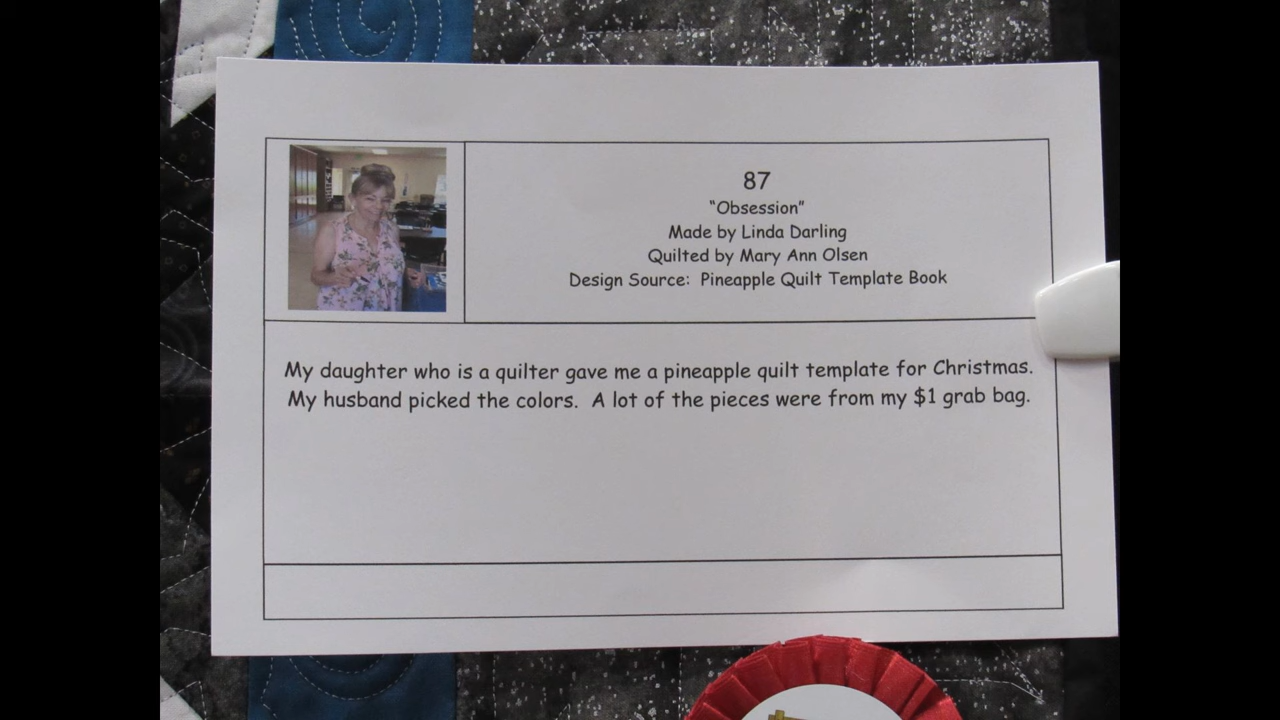 87
“Obsession”
Made by Linda Darling
Quilted by Mary Ann Olsen
Design Source:  Pineapple Quilt Template Book
My daughter who is a quilter gave me a pineapple quilt template for Christmas.
My husband picked the colors.  A lot of the pieces were from my $1 grab bag.